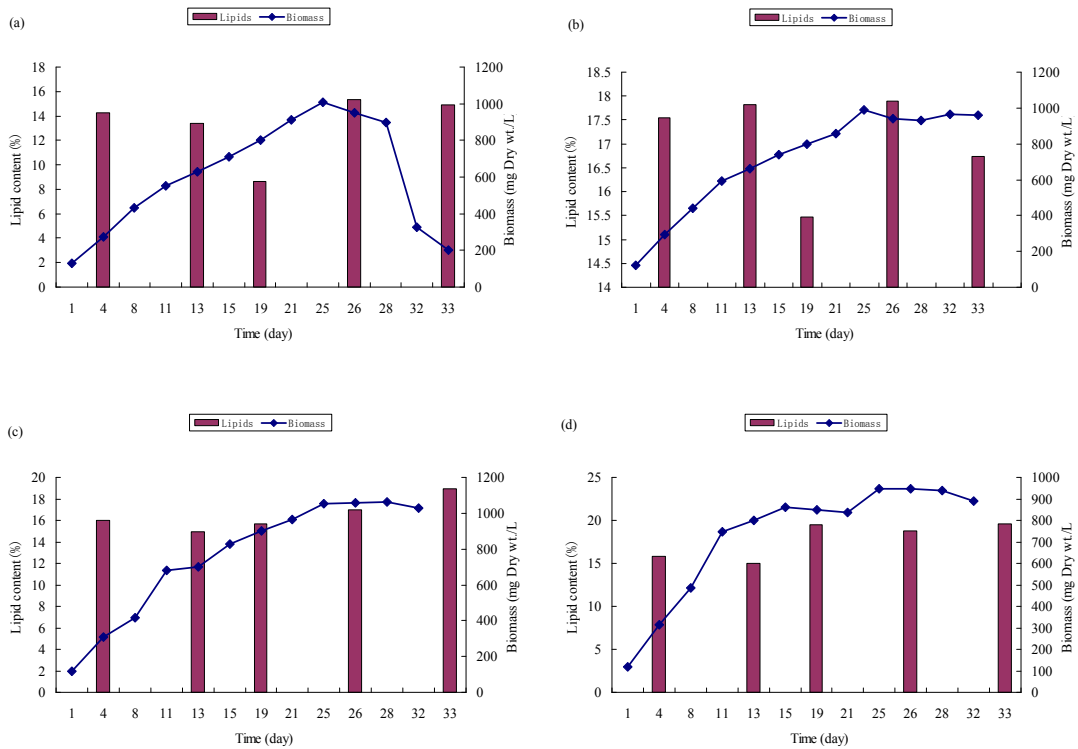 (a)
Lipids Biomass
18
16
14
12
10
8
6
4
2
0
1200
1000
800
600
400
200
0
Lipid content (%)
Biomass (mg Dry wt./L)
1 4 8 11 13 15 19 21 25 26 28 32 33
Time (day)
(b)
Lipids Biomass
18.5
18
17.5
17
16.5
16
15.5
15
14.5
14
1200
1000
800
600
400
200
0
Lipid content (%)
Biomass (mg Dry wt./L)
1 4 8 11 13 15 19 21 25 26 28 32 33
Time (day)
(c)
Lipids Biomass
20
18
16
14
12
10
8
6
4
2
0
1200
1000
800
600
400
200
0
Lipid content (%)
Biomass (mg Dry wt./L)
1 4 8 11 13 15 19 21 25 26 28 32 33
Time (day)
(d)
Lipids Biomass
25
20
15
10
5
0
1000
900
800
700
600
500
400
300
200
100
0
Lipid content (%)
Biomass (mg Dry wt./L)
1 4 8 11 13 15 19 21 25 26 28 32 33
Time (day)